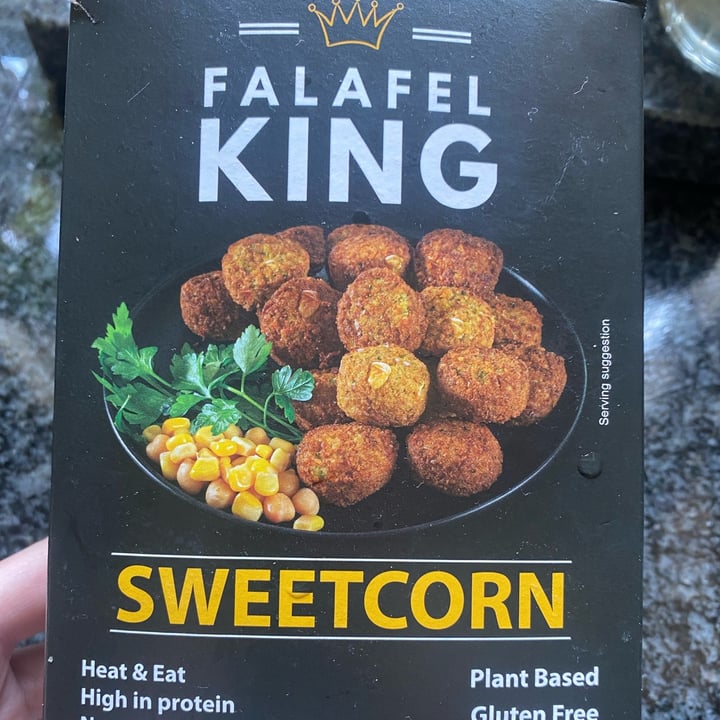 FALAFEL
KING
Serving suggestion
SWEETCORN
Heat & Eat
High in protein
Plant Based
Gluten Free